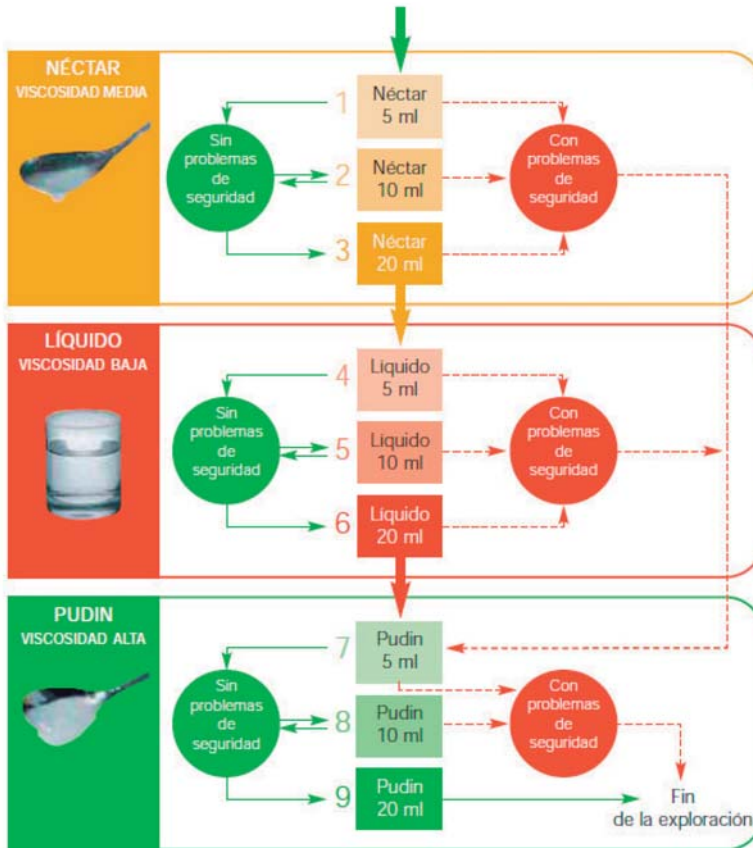 NÉCTAR
VISCOSIDAD MEDIA
Sin
problemas
de
seguridad
1
Néctar
5 ml
2
Néctar
10 ml
3
Néctar
20 ml
Con
problemas
de
seguridad
LÍQUIDO
VISCOSIDAD BAJA
Sin
problemas
de
seguridad
4
Líquido
5 ml
5
Líquido
10 ml
6
Líquido
20 ml
Con
problemas
de
seguridad
PUDIN
VISCOSIDAD ALTA
Sin
problemas
de
seguridad
7
Pudin
5 ml
8
Pudin
10 ml
9
Pudin
20 ml
Con
problemas
de
seguridad
Fin
de la exploración